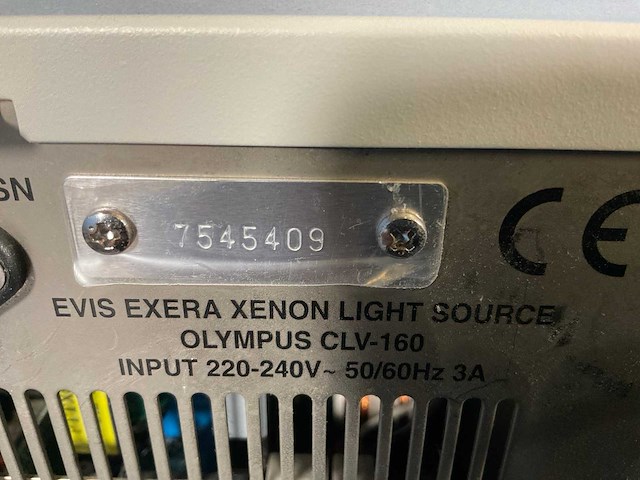 SN
7545409
CE
EVIS EXERA XENON LIGHT SOURCE
OLYMPUS CLV-160
INPUT 220-240V~ 50/60Hz 3A